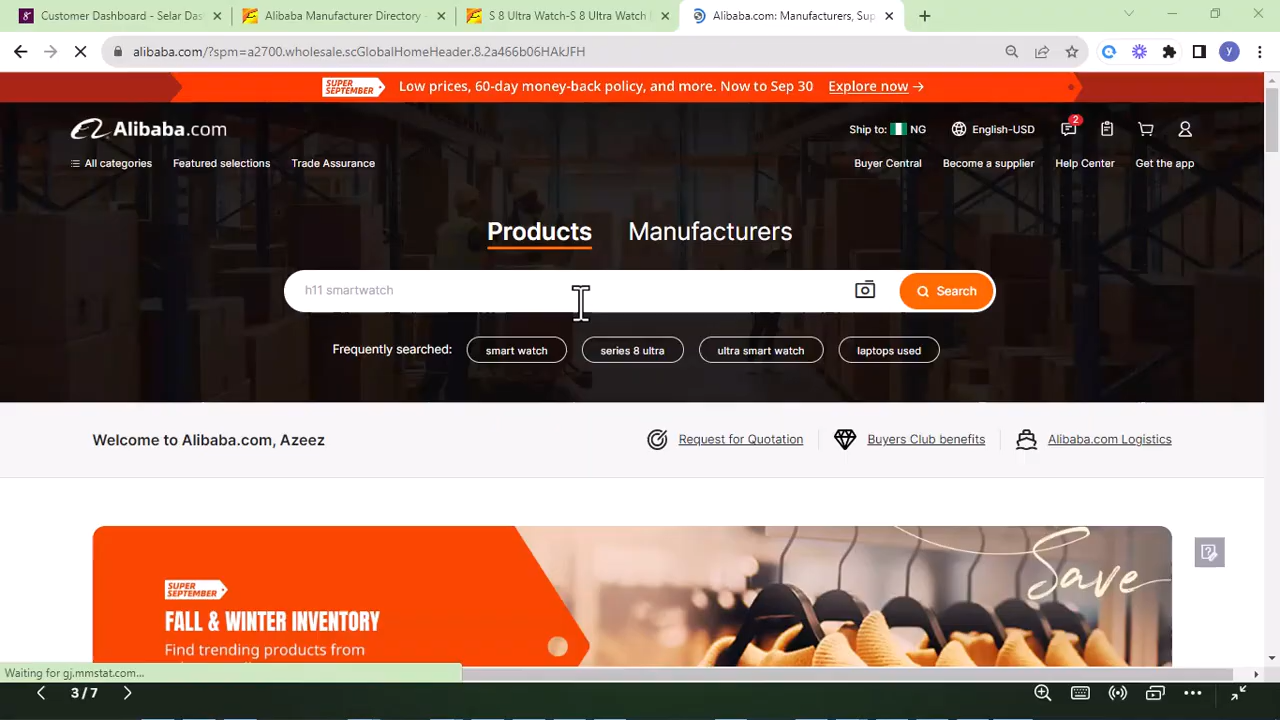 Customer Dashboard - Selar Das
Alibaba Manufacturer Directory -
S 8 Ultra Watch-S 8 Ultra Watch
Alibaba.com: Manufacturers, Sup
alibaba.com/?spm=a2700.wholesale.scGlobalHomeHeader.8.2a466b06HAkJFH
y
SUPER SEPTEMBER Low prices, 60-day money-back policy, and more. Now to Sep 30 Explore now →
Alibaba.com
Ship to: NG English-USD 2
All categories Featured selections Trade Assurance Buyer Central Become a supplier Help Center Get the app
Products Manufacturers
h11 smartwatch Search
Frequently searched: smart watch series 8 ultra ultra smart watch laptops used
Welcome to Alibaba.com, Azeez Request for Quotation Buyers Club benefits Alibaba.com Logistics
SUPER SEPTEMBER
FALL & WINTER INVENTORY
Find trending products from
Save
Waiting for gj.mmstat.com...
3/7